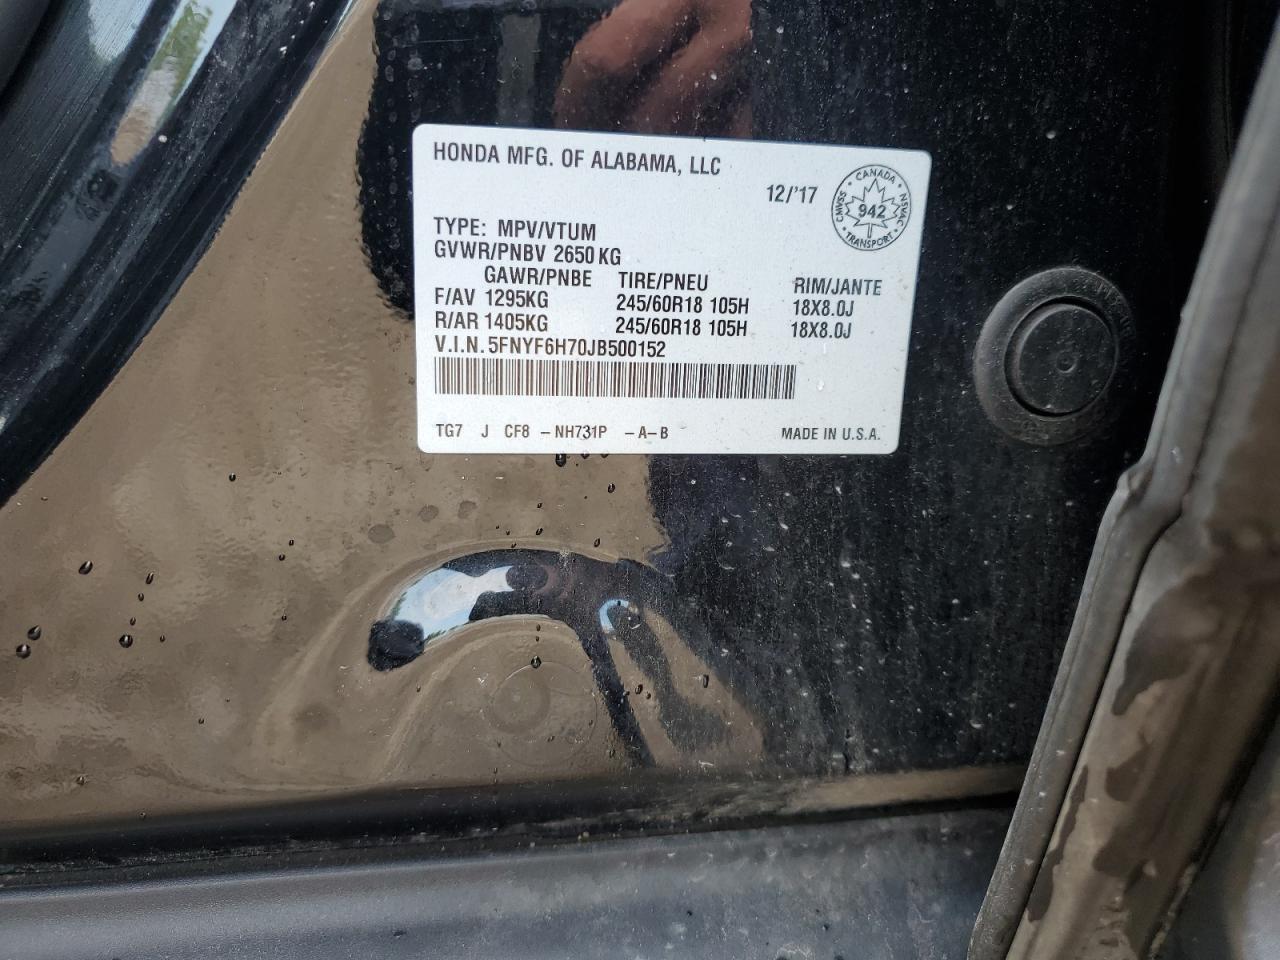 HONDA MFG. OF ALABAMA, LLC
12/'17
CANADA
CMVSS
942
NSVAC
TRANSPORT
TYPE: MPV/VTUM
GVWR/PNBV 2650 KG
GAWR/PNBE TIRE/PNEU RIM/JANTE
F/AV 1295KG 245/60R18 105H 18X8.0J
R/AR 1405KG 245/60R18 105H 18X8.0J
V.I.N. 5FNYF6H70JB500152
TG7 J CF8 -NH731P -A-B MADE IN U.S.A.